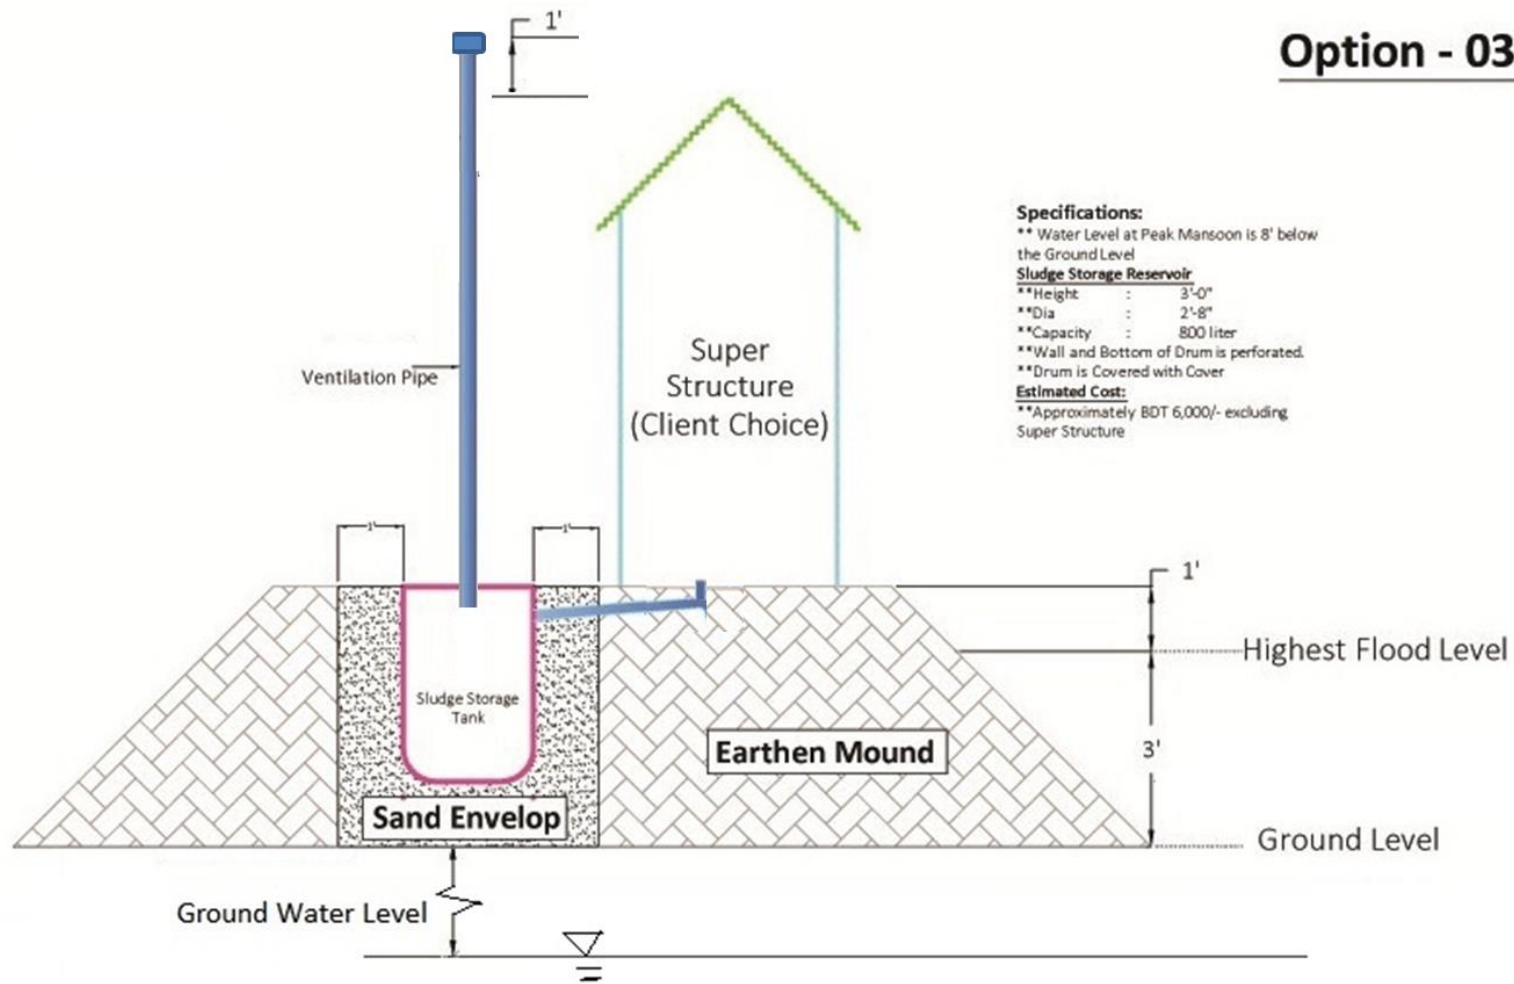 1'
Option - 03
Specifications:
** Water Level at Peak Mansoon is 8' below
the Ground Level
Sludge Storage Reservoir
**Height : 3'-0"
**Dia : 2'-8"
**Capacity : 800 liter
**Wall and Bottom of Drum is perforated.
**Drum is Covered with Cover
Estimated Cost:
**Approximately BDT 6,000/- excluding
Super Structure
Super
Structure
(Client Choice)
Ventilation Pipe
1'
1'
1'
Highest Flood Level
Sludge Storage
Tank
Earthen Mound
3'
Sand Envelop
Ground Level
Ground Water Level